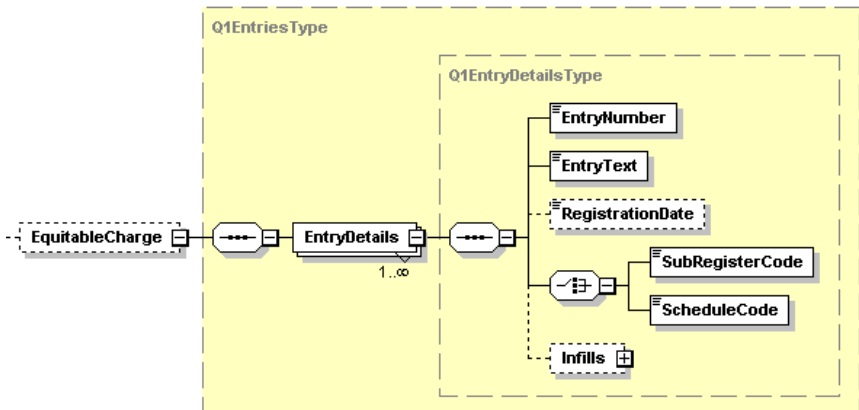 Q1EntriesType
Q1EntryDetailsType
EntryNumber
EntryText
RegistrationDate
EquitableCharge
EntryDetails
1..∞
SubRegisterCode
ScheduleCode
Infills